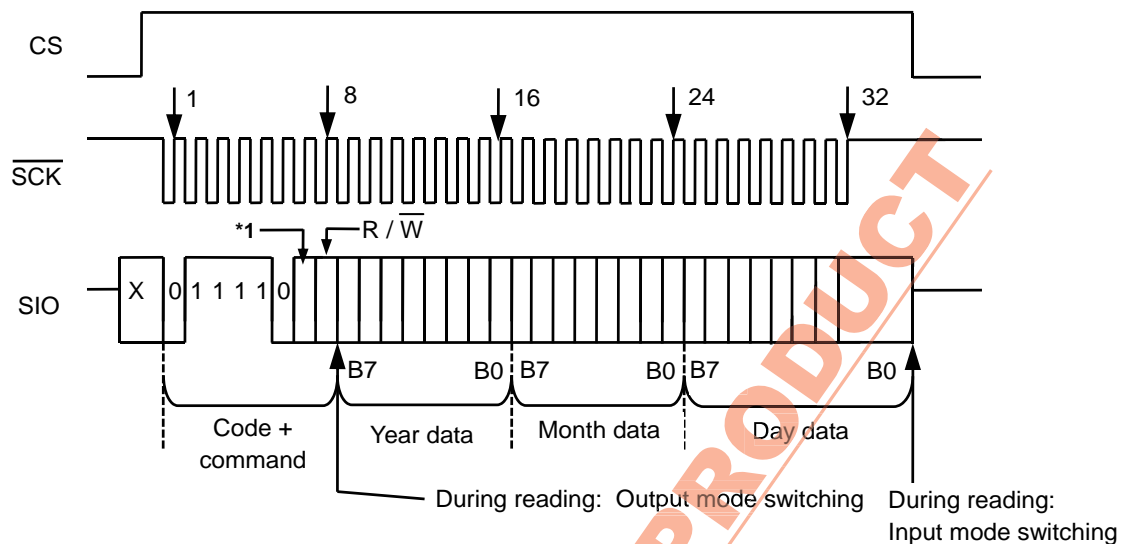 CS
1 8 16 24 32
SCK
*1 R / W
X 0 1 1 1 1 0
SIO
B7 B0 B7 B0 B7 B0
Code +
command
Year data
Month data
Day data
During reading: Output mode switching
During reading:
Input mode switching
PRODUCT